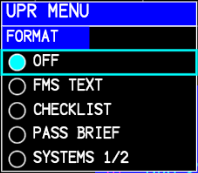 UPR MENU
FORMAT
OFF
FMS TEXT
CHECKLIST
PASS BRIEF
SYSTEMS 1/2